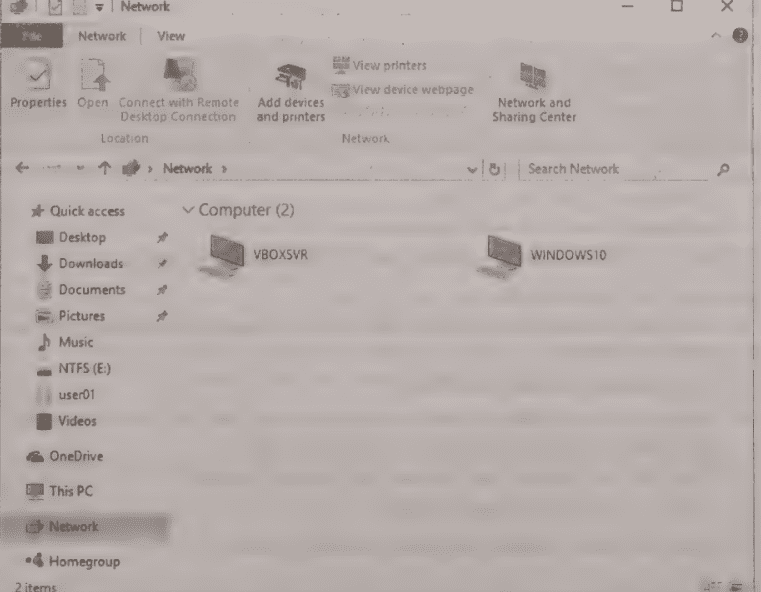 Network
File Network View
View printers
View device webpage
Properties Open Connect with Remote Desktop Connection
Add devices and printers
Network and Sharing Center
Location Network
Network
Search Network
Quick access
Computer (2)
Desktop
VBOXSVR
WINDOWS10
Downloads
Documents
Pictures
Music
NTFS (E:)
user01
Videos
OneDrive
This PC
Network
Homegroup
2 items